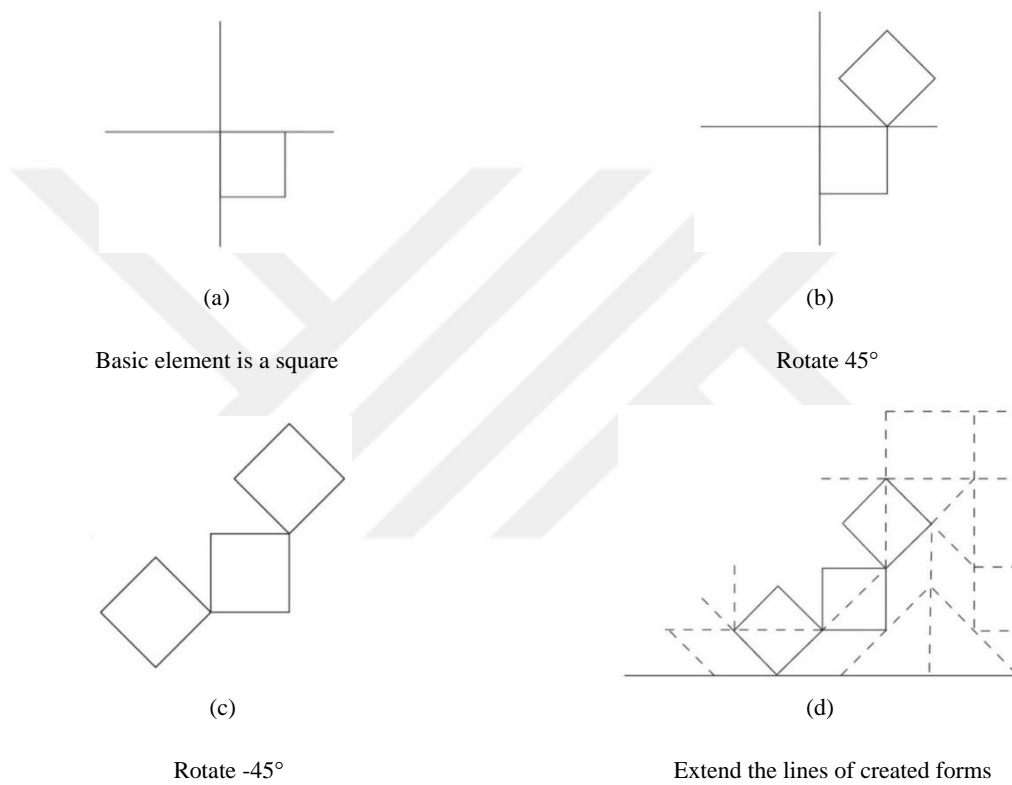 (a)
(b)
Basic element is a square
Rotate 45°
(c)
(d)
Rotate -45°
Extend the lines of created forms